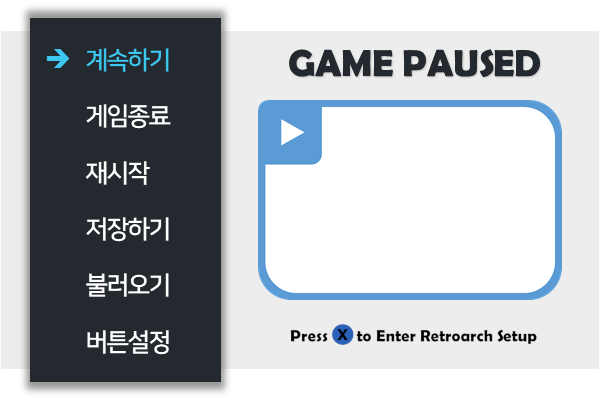 계속하기
게임종료
재시작
저장하기
불러오기
버튼설정
GAME PAUSED
Press X to Enter Retroarch Setup